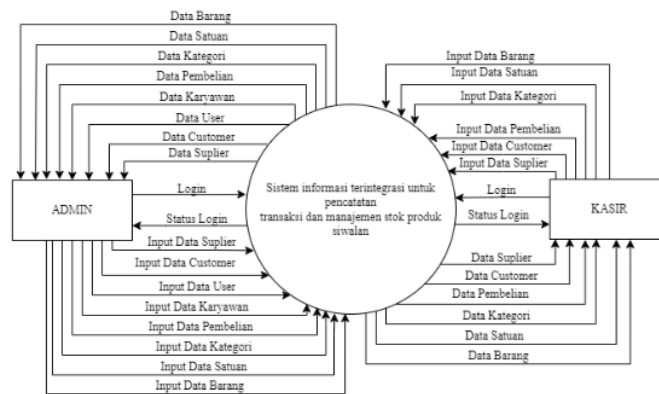 Data Barang
Data Satuan
Data Kategori
Data Pembelian
Data Karyawan
Data User
Data Customer
Data Suplier
Login
Status Login
ADMIN
Input Data Suplier
Input Data Customer
Input Data User
Input Data Karyawan
Input Data Pembelian
Input Data Kategori
Input Data Satuan
Input Data Barang
Sistem informasi terintegrasi untuk
pencatatan
transaksi dan manajemen stok produk
siwalan
Input Data Barang
Input Data Satuan
Input Data Kategori
Input Data Pembelian
Input Data Customer
Input Data Suplier
Login
Status Login
KASIR
Data Suplier
Data Customer
Data Pembelian
Data Kategori
Data Satuan
Data Barang